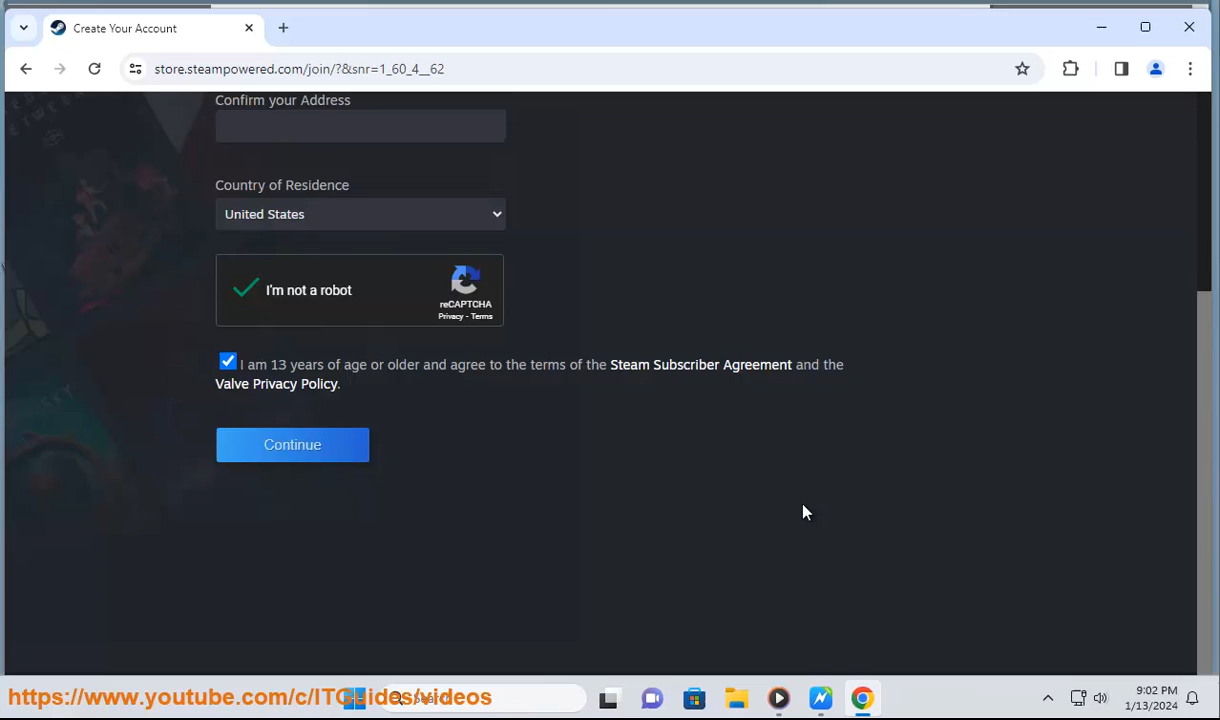 Create Your Account
store.steampowered.com/join/?&snr=1_60_4__62
Confirm your Address
Country of Residence
United States
I'm not a robot
reCAPTCHA
Privacy - Terms
I am 13 years of age or older and agree to the terms of the Steam Subscriber Agreement and the
Valve Privacy Policy.
Continue
https://www.youtube.com/c/ITGuides/videos
9:02 PM
1/13/2024